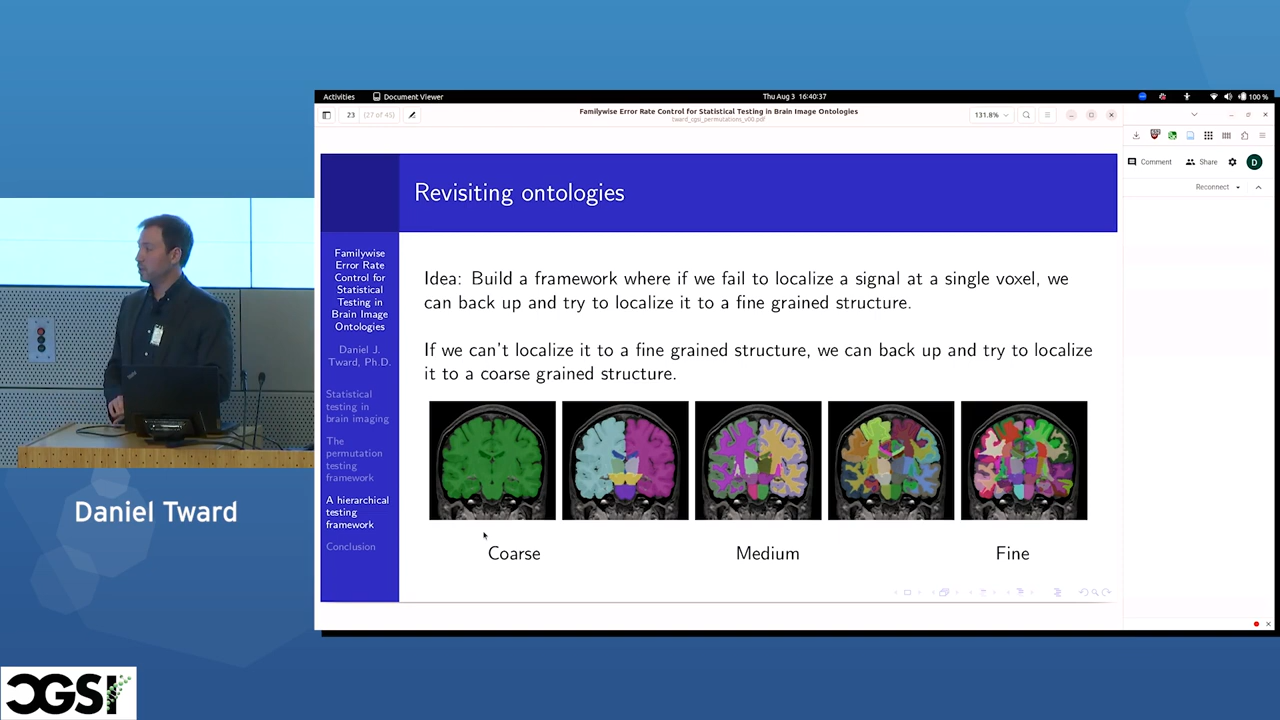 Activities
Document Viewer
Thu Aug 3 16:40:37
100 %
23
(27 of 45)
Familywise Error Rate Control for Statistical Testing in Brain Image Ontologies
tward_cgsi_permutations_v00.pdf
131.8%
Comment
Share
D
Reconnect
Revisiting ontologies
Familywise
Error Rate
Control for
Statistical
Testing in
Brain Image
Ontologies
Daniel J.
Tward, Ph.D.
Statistical
testing in
brain imaging
The
permutation
testing
framework
A hierarchical
testing
framework
Conclusion
Idea: Build a framework where if we fail to localize a signal at a single voxel, we
can back up and try to localize it to a fine grained structure.
If we can't localize it to a fine grained structure, we can back up and try to localize
it to a coarse grained structure.
Coarse
Medium
Fine
Daniel Tward
CGSI